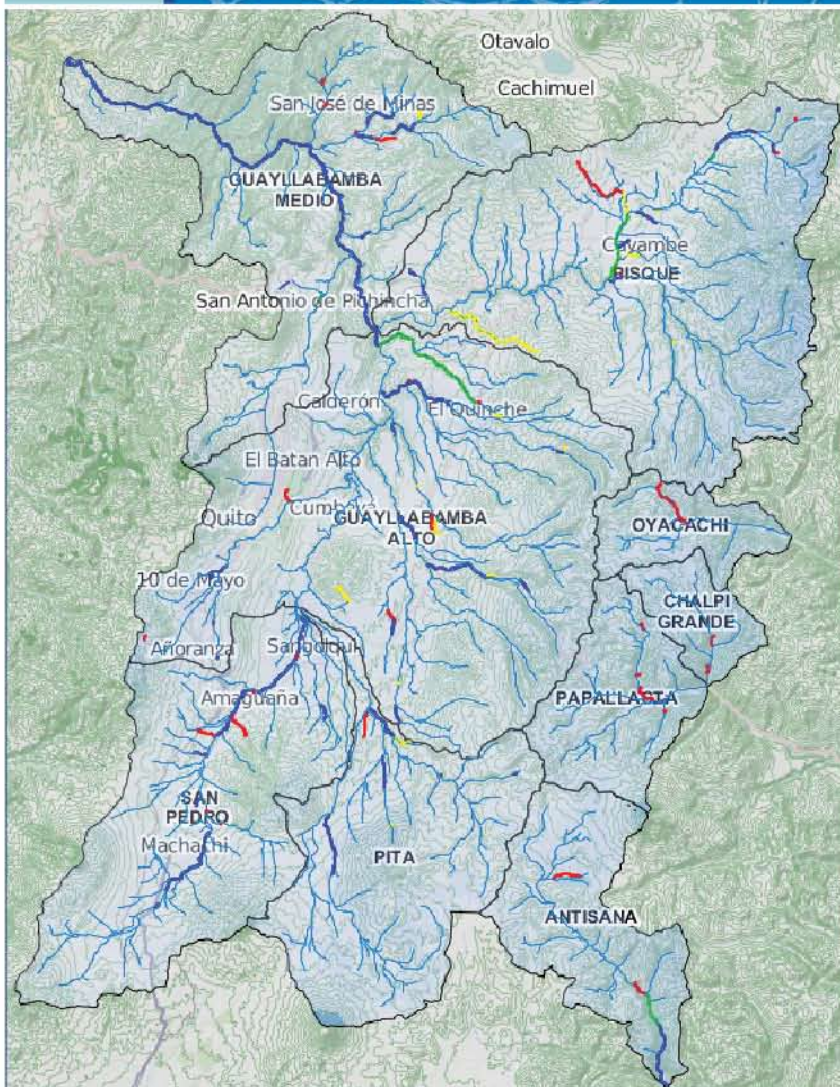 Otavalo
Cachimuel
San José de Minas
GUAYLLABAMBA
MEDIO
Cayambe
PISQUE
San Antonio de Pichincha
Calderón
El Quinche
El Batan Alto
Quito
Cumbayá
GUAYLLABAMBA
ALTO
OYACACHI
10 de Mayo
CHALPI
GRANDE
Añoranza
Sangolquí
Amaguaña
PAPALLACTA
SAN
PEDRO
Machachi
PITA
ANTISANA